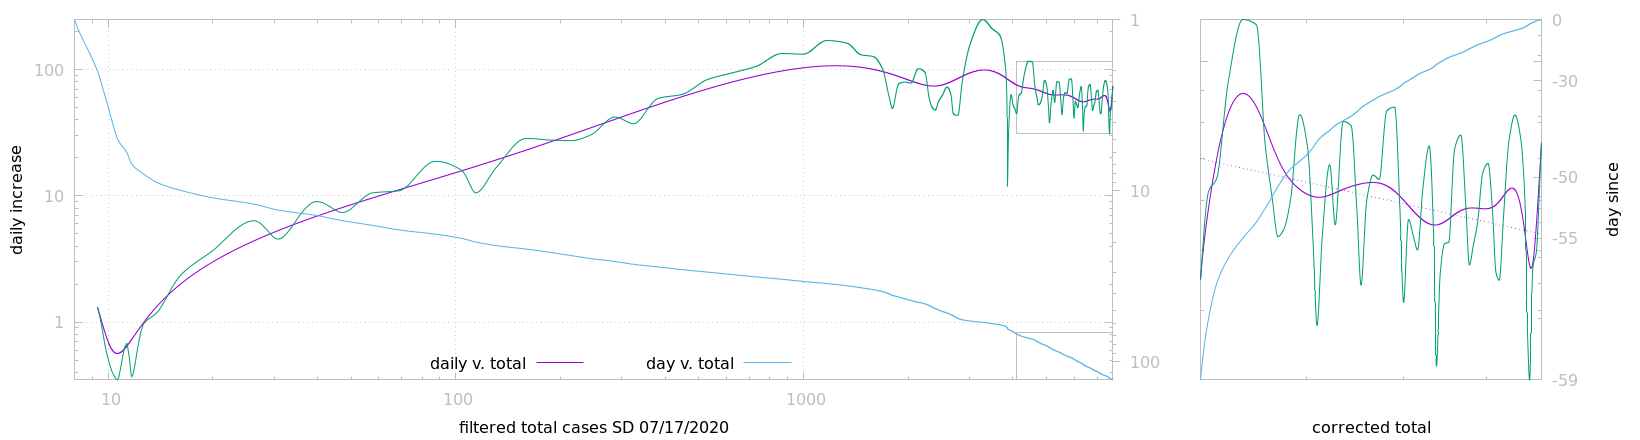 daily increase
100
10
1
1
10
100
daily v. total
day v. total
10
100
1000
filtered total cases SD 07/17/2020
0
-30
-50
-55
-59
day since
corrected total